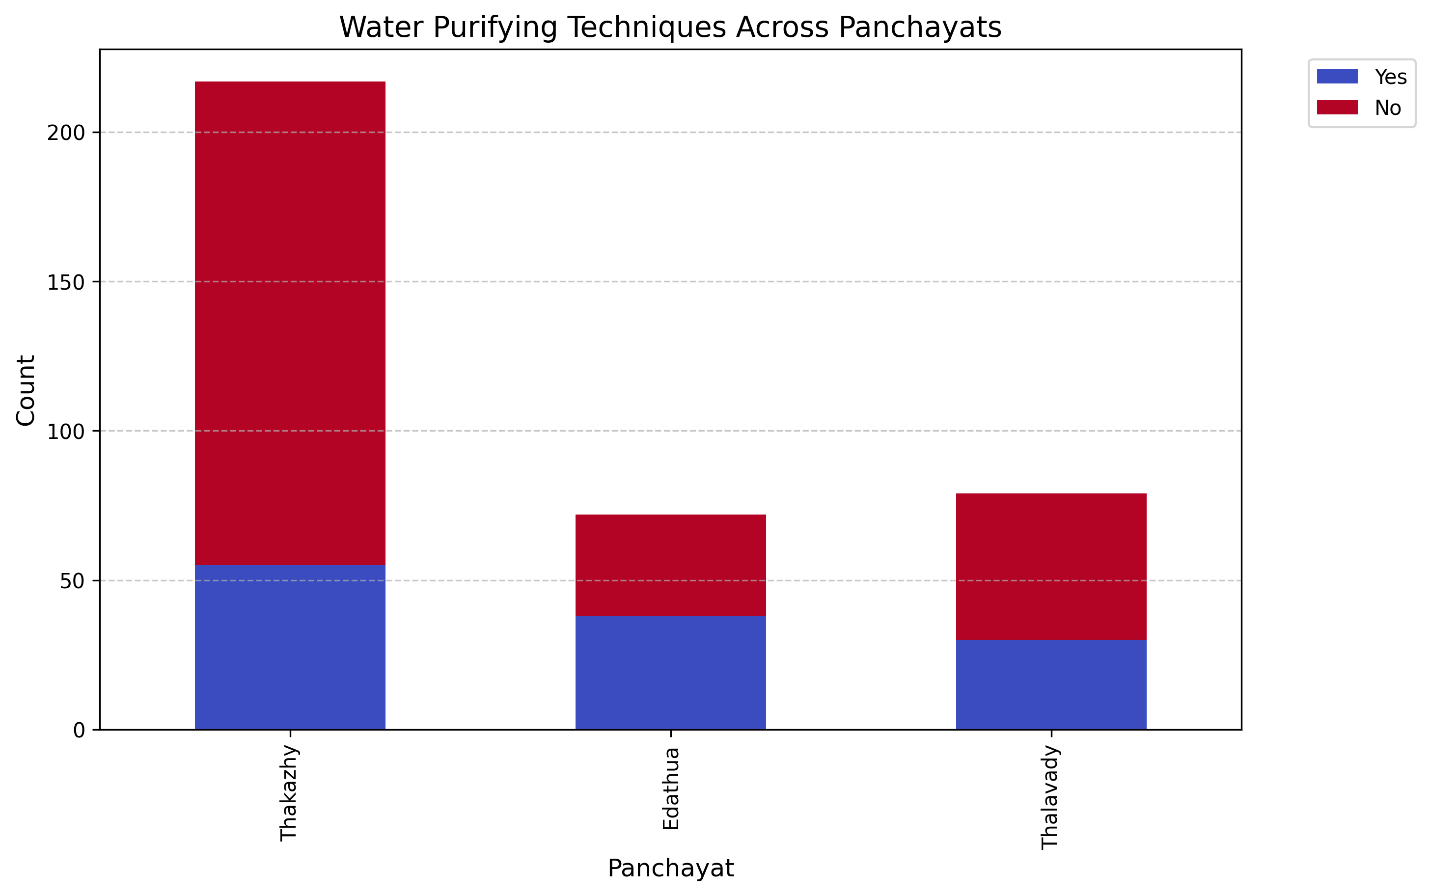 Water Purifying Techniques Across Panchayats
Yes
No
Count
200
150
100
50
0
Thakazhy
Edathua
Thalavady
Panchayat